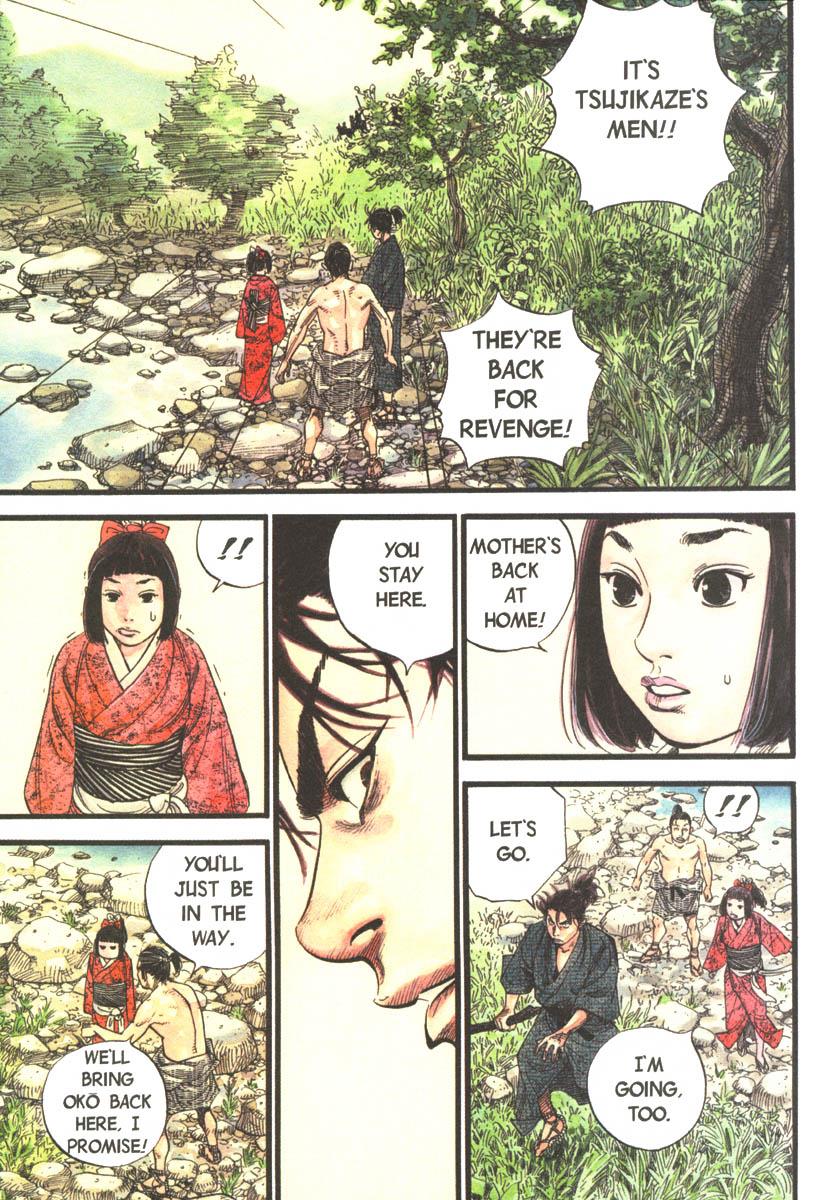 IT'S
TSUJIKAZE'S
MEN!!
THEY'RE
BACK
FOR
REVENGE!
MOTHER'S
BACK
AT
HOME!
LET'S
GO.
!!
I'M
GOING,
TOO.
YOU
STAY
HERE.
!!
YOU'LL
JUST BE
IN THE
WAY.
WE'LL
BRING
OKŌ BACK
HERE, I
PROMISE!